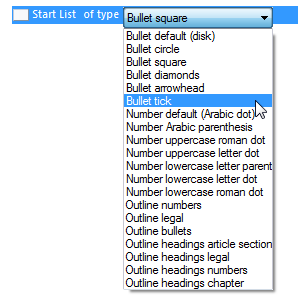 Start List of type Bullet square
Bullet default (disk)
Bullet circle
Bullet square
Bullet diamonds
Bullet arrowhead
Bullet tick
Number default (Arabic dot)
Number Arabic parenthesis
Number uppercase roman dot
Number uppercase letter dot
Number lowercase letter parent
Number lowercase letter dot
Number lowercase roman dot
Outline numbers
Outline legal
Outline bullets
Outline headings article section
Outline headings legal
Outline headings numbers
Outline headings chapter